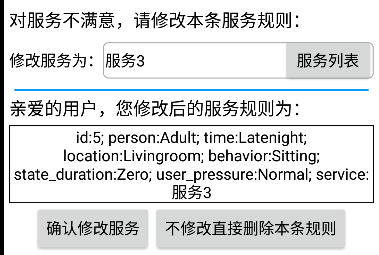 对服务不满意，请修改本条服务规则：
修改服务为： 服务3 服务列表
亲爱的用户，您修改后的服务规则为：
id:5; person:Adult; time:Latenight;
location:Livingroom; behavior:Sitting;
state_duration:Zero; user_pressure:Normal; service:
服务3
确认修改服务 不修改直接删除本条规则